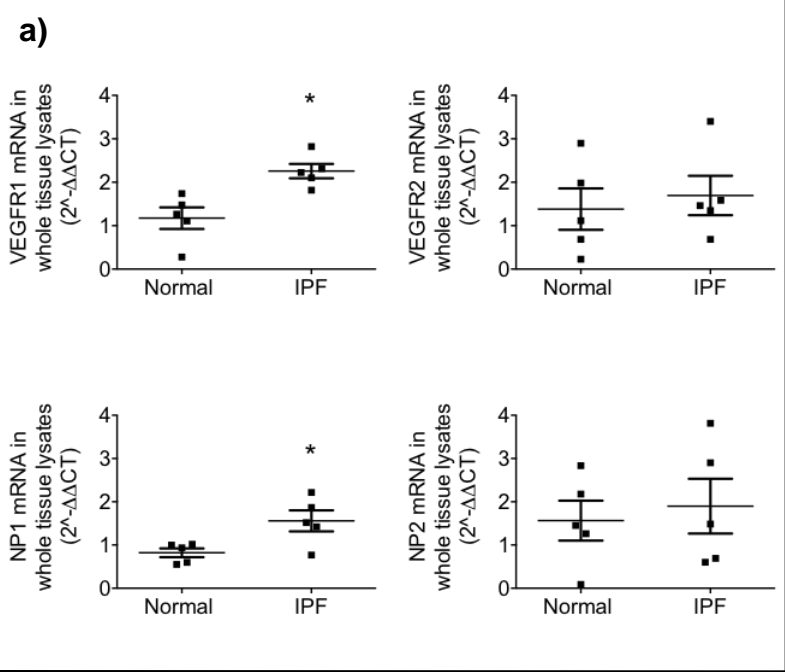 a)
VEGFR1 mRNA in
whole tissue lysates
(2^-ΔΔCT)
4
3
2
1
0
*
Normal
IPF
VEGFR2 mRNA in
whole tissue lysates
(2^-ΔΔCT)
4
3
2
1
0
Normal
IPF
NP1 mRNA in
whole tissue lysates
(2^-ΔΔCT)
4
3
2
1
0
*
Normal
IPF
NP2 mRNA in
whole tissue lysates
(2^-ΔΔCT)
4
3
2
1
0
Normal
IPF